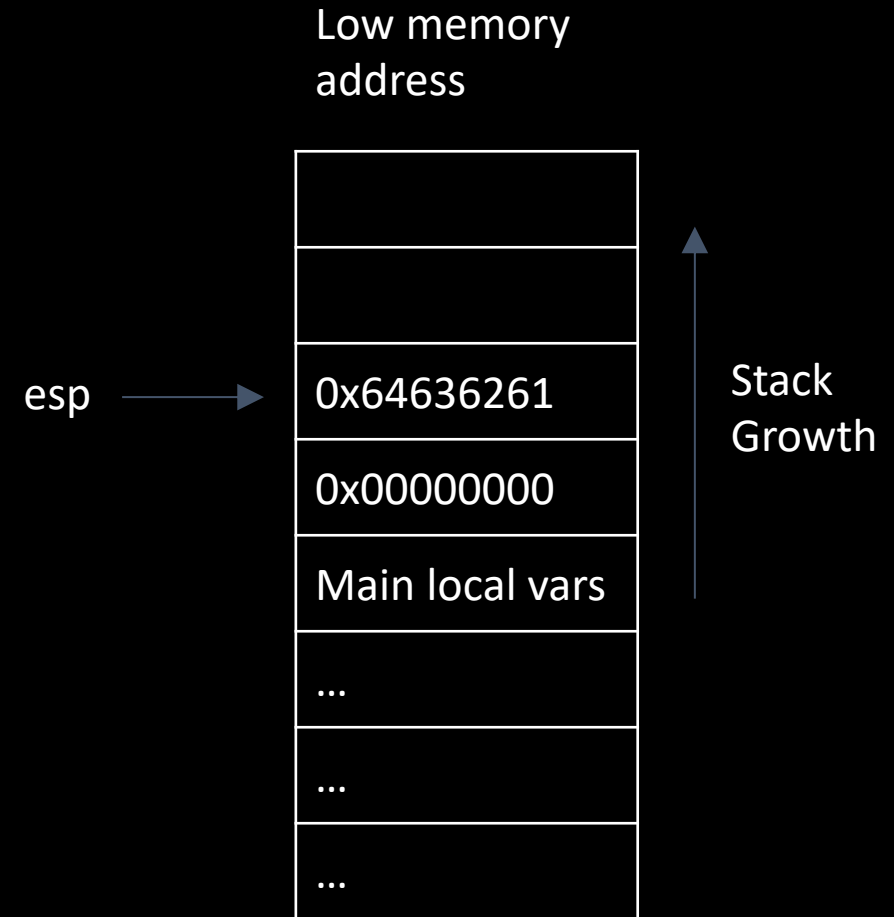 Low memory
address
esp
0x64636261
Stack
Growth
0x00000000
Main local vars
...
...
...